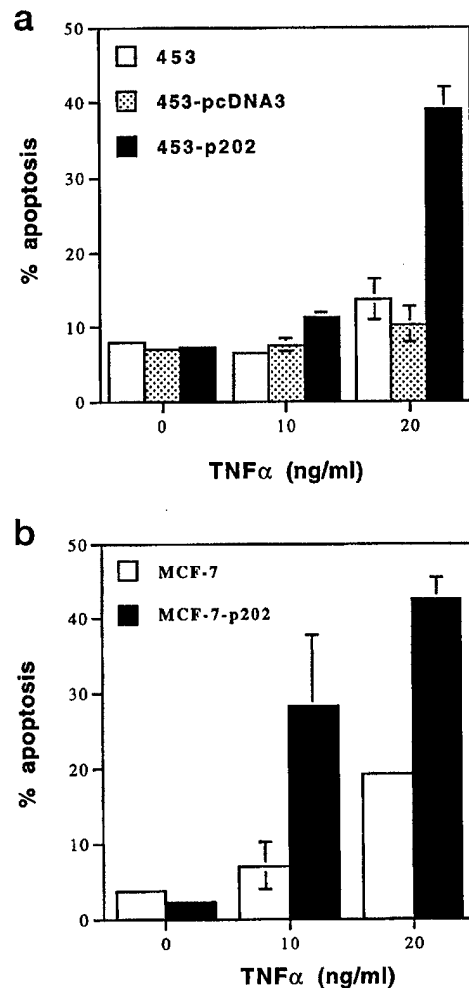 a
50
40
30
20
10
0
% apoptosis
453
453-pcDNA3
453-p202
0 10 20
TNFα (ng/ml)
b
50
40
30
20
10
0
% apoptosis
MCF-7
MCF-7-p202
0 10 20
TNFα (ng/ml)